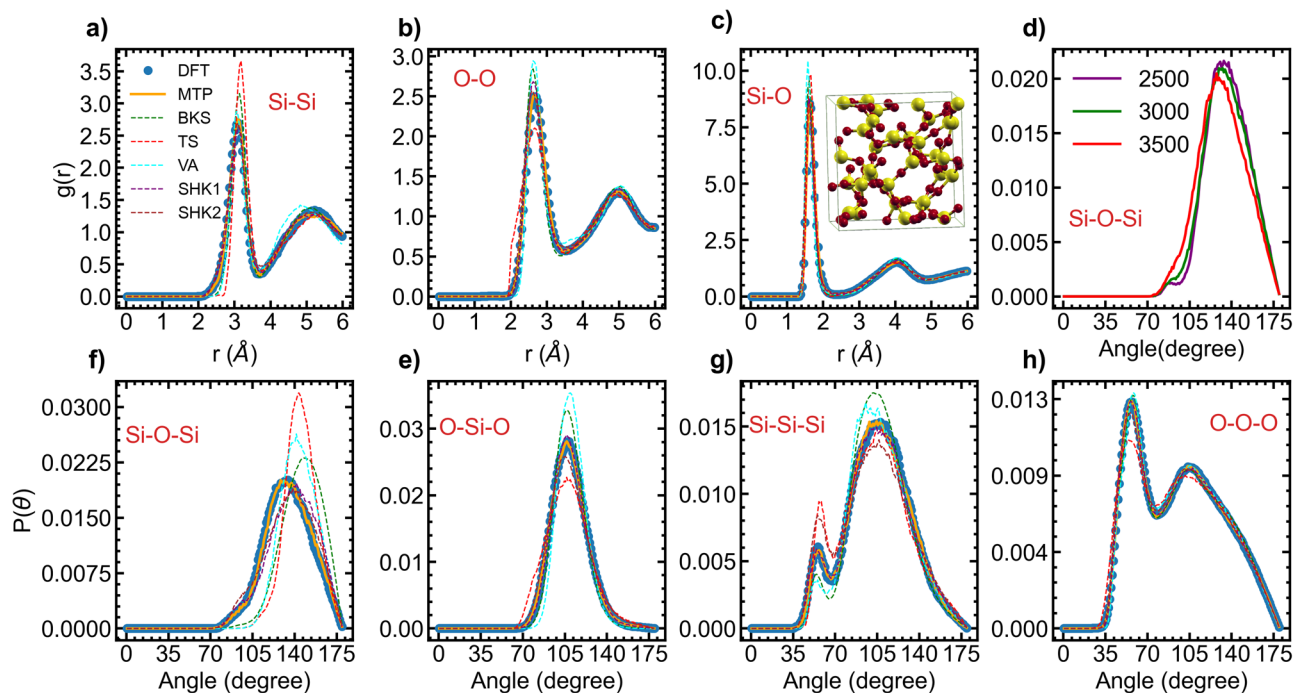 a)
3.5
3.0
2.5
2.0
1.5
1.0
0.5
0.0
g(r)
DFT
MTP
BKS
TS
VA
SHK1
SHK2
Si-Si
0 1 2 3 4 5 6
r (Å)
b)
3.0
2.5
2.0
1.5
1.0
0.5
0.0
O-O
0 1 2 3 4 5 6
r (Å)
c)
10.0
7.5
5.0
2.5
0.0
Si-O
0 1 2 3 4 5 6
r (Å)
d)
0.020
0.015
0.010
0.005
0.000
2500
3000
3500
Si-O-Si
0 35 70 105 140 175
Angle(degree)
f)
0.0300
0.0225
0.0150
0.0075
0.0000
P(θ)
Si-O-Si
0 35 70 105 140 175
Angle (degree)
e)
0.03
0.02
0.01
0.00
O-Si-O
0 35 70 105 140 175
Angle (degree)
g)
0.015
0.010
0.005
0.000
Si-Si-Si
0 35 70 105 140 175
Angle (degree)
h)
0.013
0.009
0.004
0.000
O-O-O
0 35 70 105 140 175
Angle (degree)